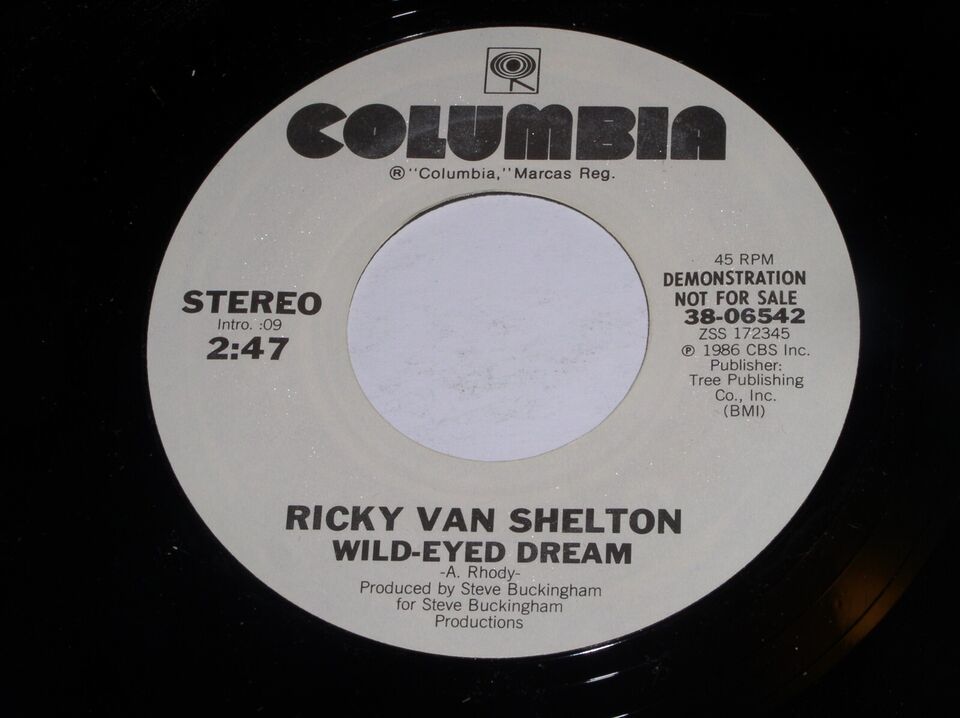 COLUMBIA
® "Columbia," Marcas Reg.
STEREO
Intro. :09
2:47
45 RPM
DEMONSTRATION
NOT FOR SALE
38-06542
ZSS 172345
℗ 1986 CBS Inc.
Publisher:
Tree Publishing
Co., Inc.
(BMI)
RICKY VAN SHELTON
WILD-EYED DREAM
-A. Rhody-
Produced by Steve Buckingham
for Steve Buckingham
Productions